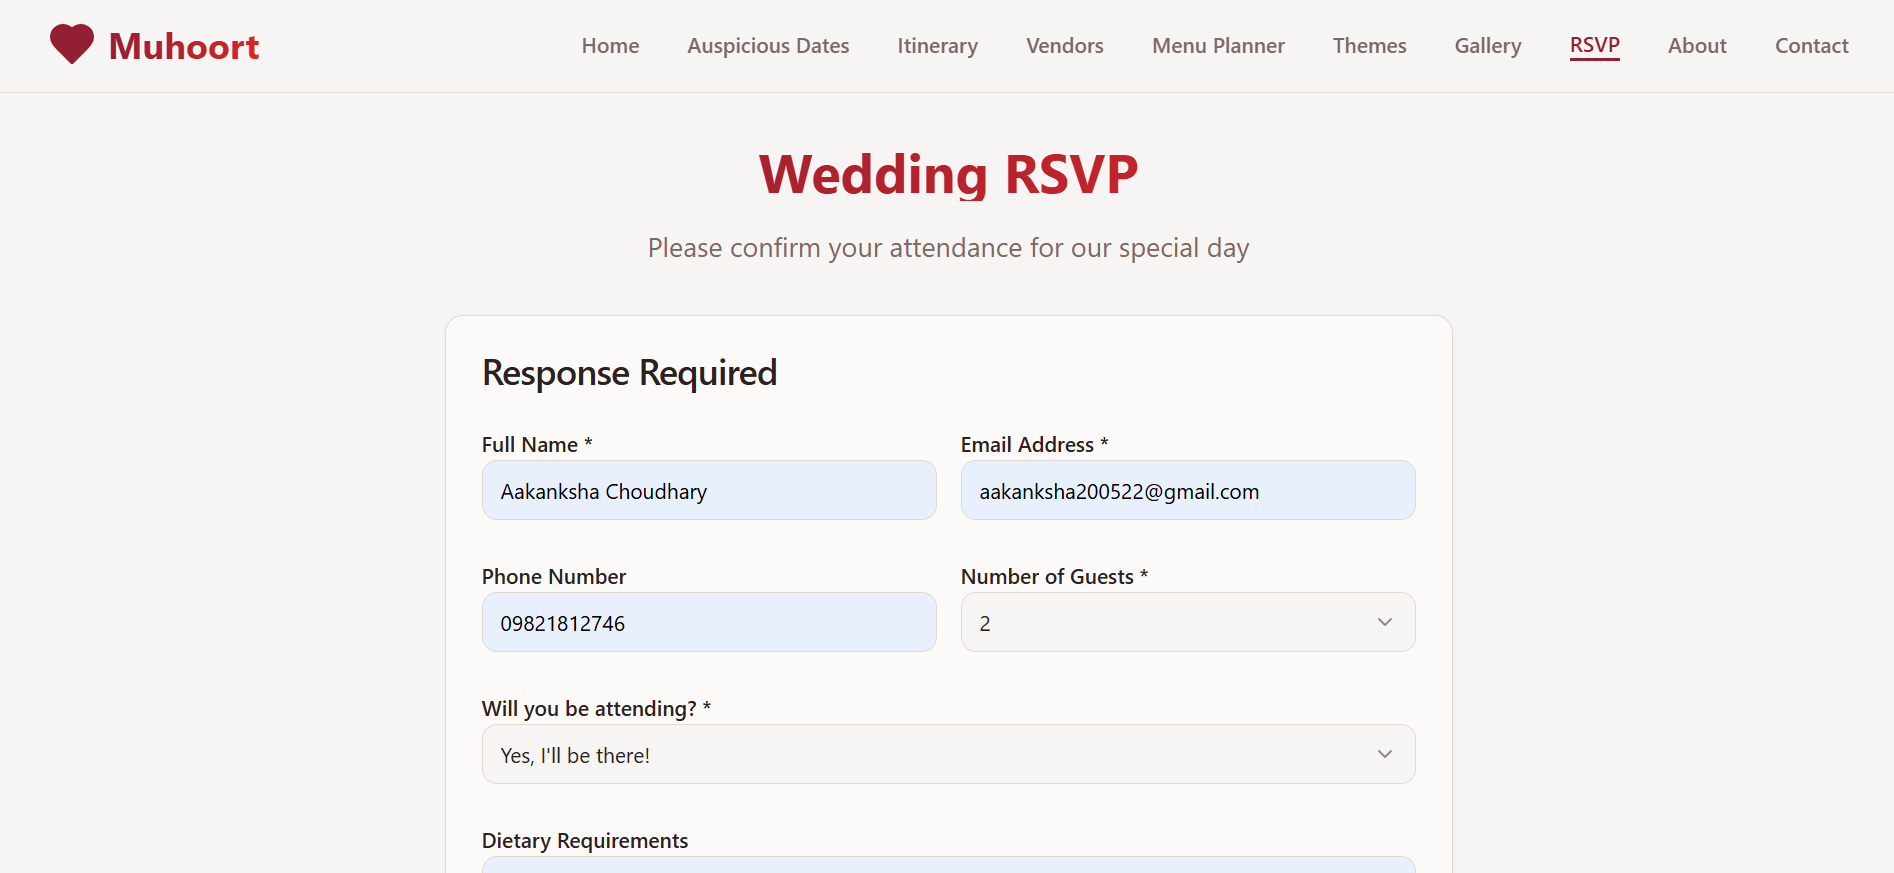 Muhoort
Home Auspicious Dates Itinerary Vendors Menu Planner Themes Gallery RSVP About Contact
Wedding RSVP
Please confirm your attendance for our special day
Response Required
Full Name * Email Address *
Aakanksha Choudhary aakanksha200522@gmail.com
Phone Number Number of Guests *
09821812746 2
Will you be attending? *
Yes, I'll be there!
Dietary Requirements